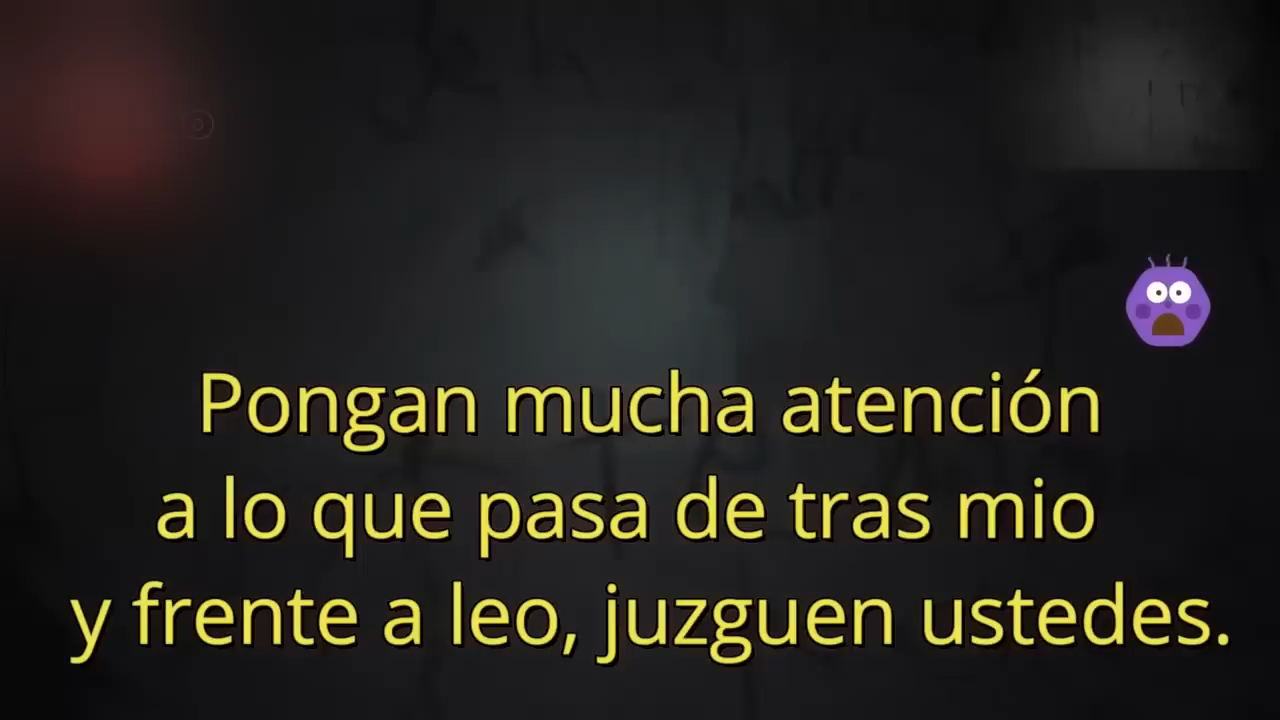 Pongan mucha atención
a lo que pasa de tras mio
y frente a leo, juzguen ustedes.